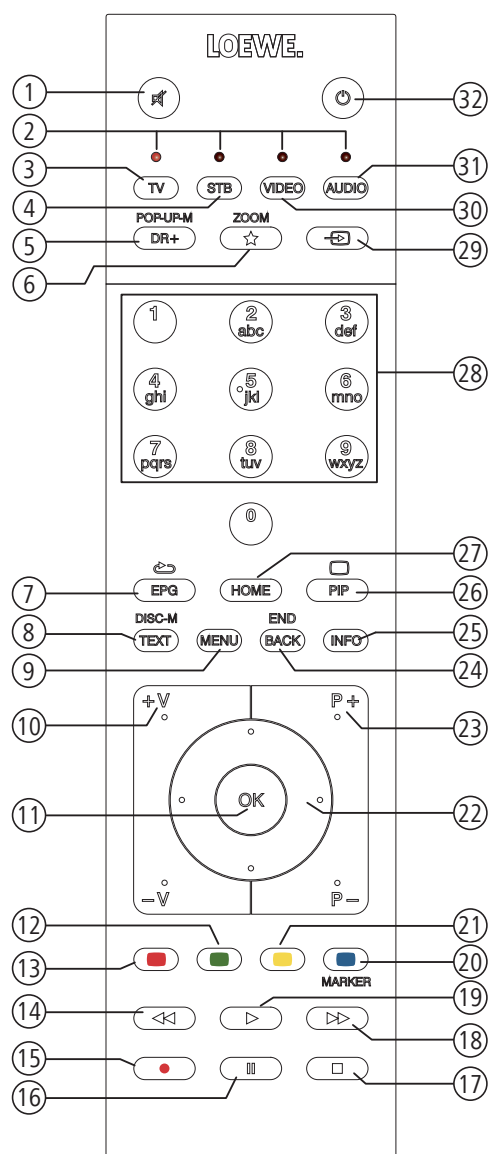 LOEWE.
1
32
2
3
TV
STB
VIDEO
AUDIO
31
4
30
POP-UP-M
ZOOM
5
DR+
29
6
1
2
abc
3
def
4
ghi
5
jkl
6
mno
28
7
pqrs
8
tuv
9
wxyz
0
27
7
EPG
HOME
PIP
26
DISC-M
END
8
TEXT
MENU
BACK
INFO
25
9
24
10
+V
P+
23
11
OK
22
−V
P−
12
21
13
20
MARKER
14
19
18
15
16
17